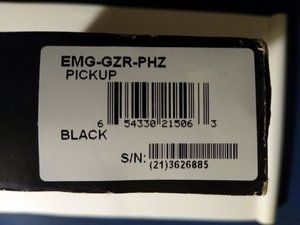 EMG-GZR-PHZ
PICKUP
6 54330 21506 3
BLACK
S/N:
(21)3626885